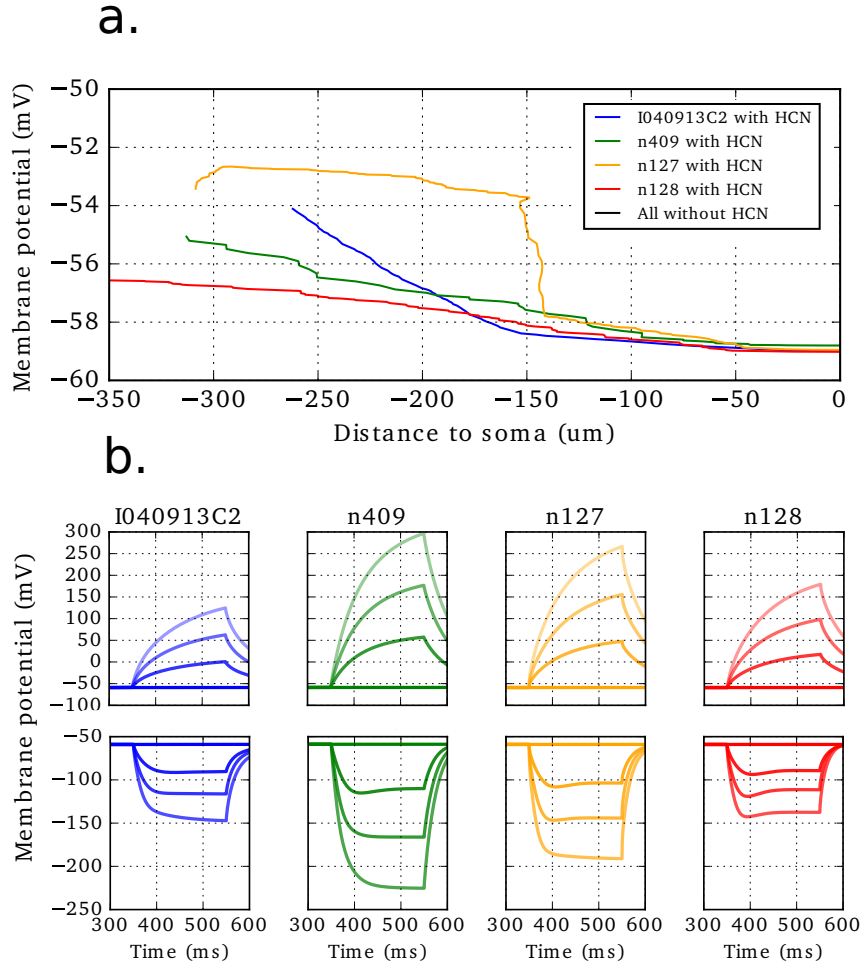 a.
Membrane potential (mV)
−50
−52
−54
−56
−58
−60
−350
−300
−250
−200
−150
−100
−50
0
Distance to soma (um)
I040913C2 with HCN
n409 with HCN
n127 with HCN
n128 with HCN
All without HCN
b.
I040913C2
n409
n127
n128
Membrane potential (mV)
300
250
200
150
100
50
0
−50
−100
−50
−100
−150
−200
−250
300 400 500 600
300 400 500 600
300 400 500 600
300 400 500 600
Time (ms)
Time (ms)
Time (ms)
Time (ms)